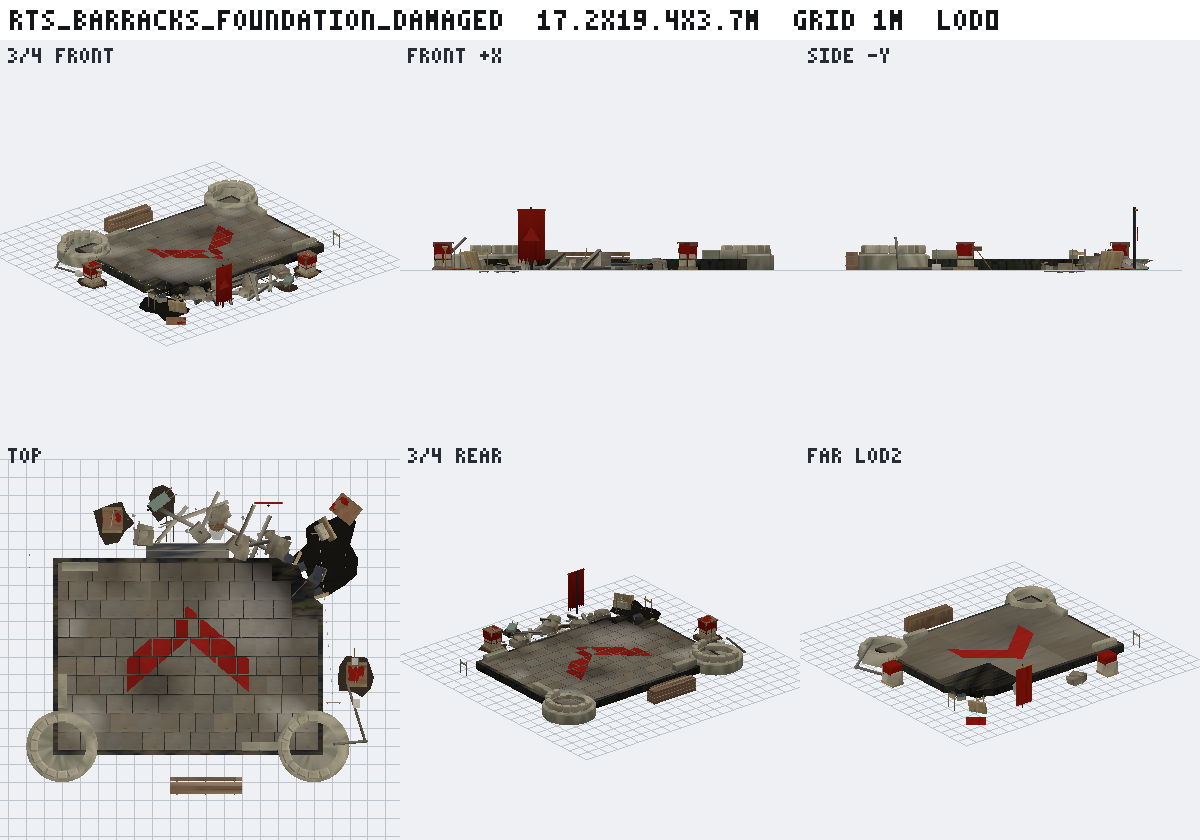 RTS_BARRACKS_FOUNDATION_DAMAGED 17.2X19.4X3.7M GRID 1M LOD0
3/4 FRONT
FRONT +X
SIDE -Y
TOP
3/4 REAR
FAR LOD2